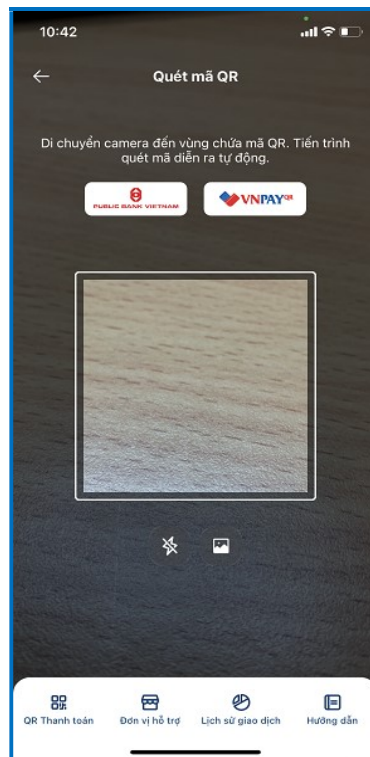 10:42
Quét mã QR
Di chuyển camera đến vùng chứa mã QR. Tiến trình
quét mã diễn ra tự động.
PUBLIC BANK VIETNAM
VNPAYQR
QR Thanh toán
Đơn vị hỗ trợ
Lịch sử giao dịch
Hướng dẫn